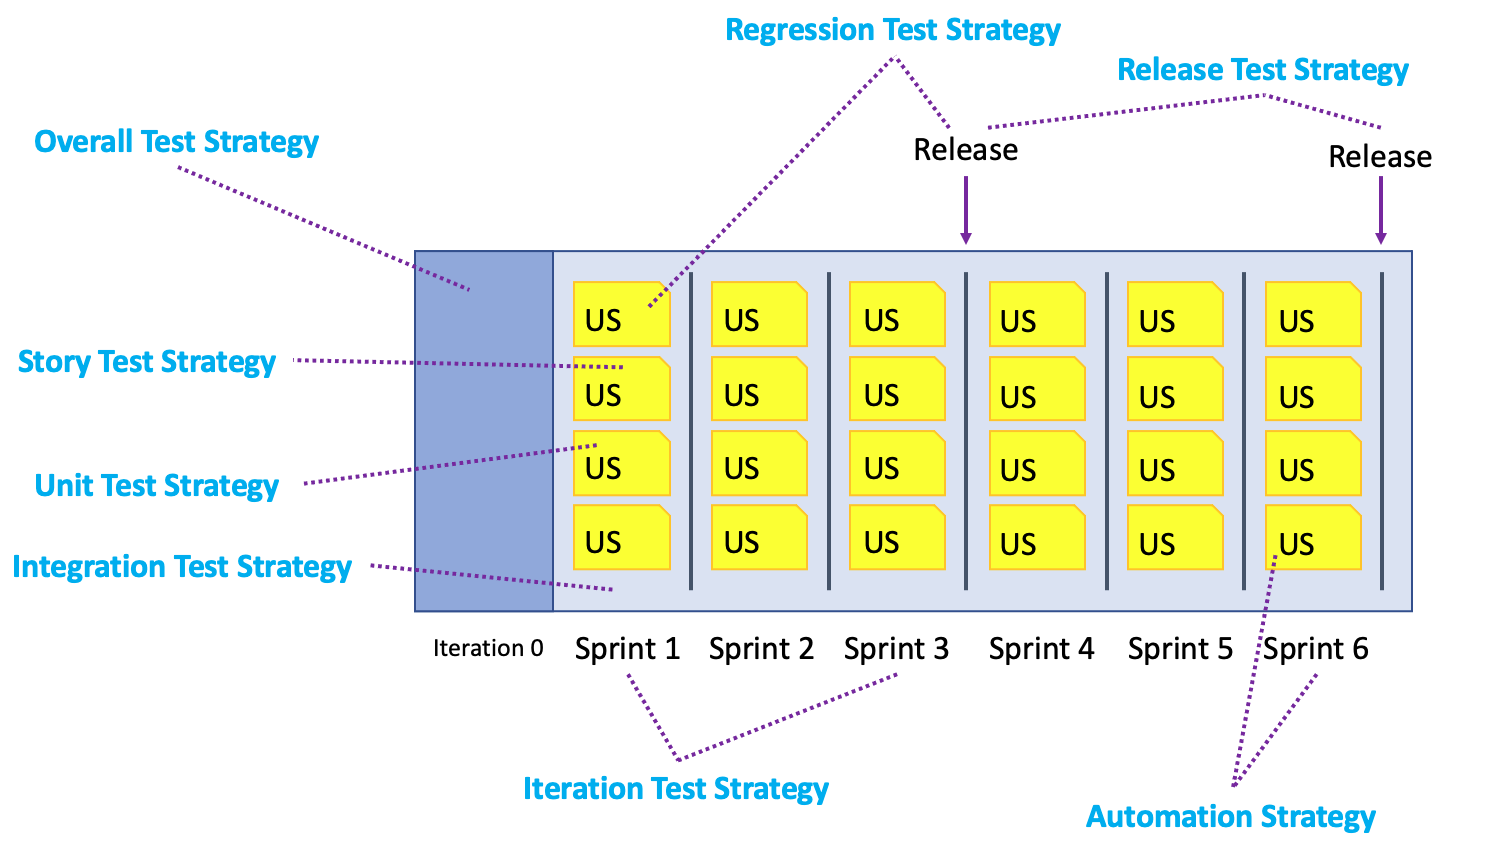 Regression Test Strategy
Release Test Strategy
Overall Test Strategy
Release
Release
US US US US US US
Story Test Strategy
US US US US US US
Unit Test Strategy
US US US US US US
Integration Test Strategy
US US US US US US
Iteration 0 Sprint 1 Sprint 2 Sprint 3 Sprint 4 Sprint 5 Sprint 6
Iteration Test Strategy
Automation Strategy